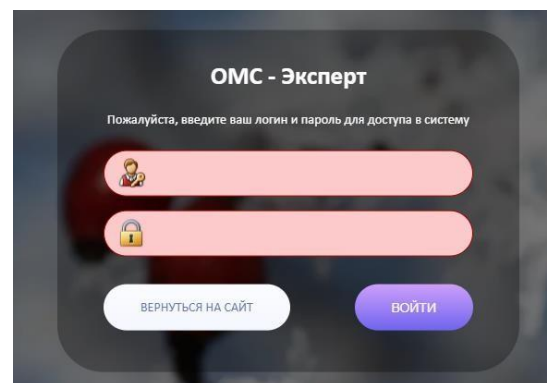 ОМС - Эксперт
Пожалуйста, введите ваш логин и пароль для доступа в систему
ВЕРНУТЬСЯ НА САЙТ
ВОЙТИ